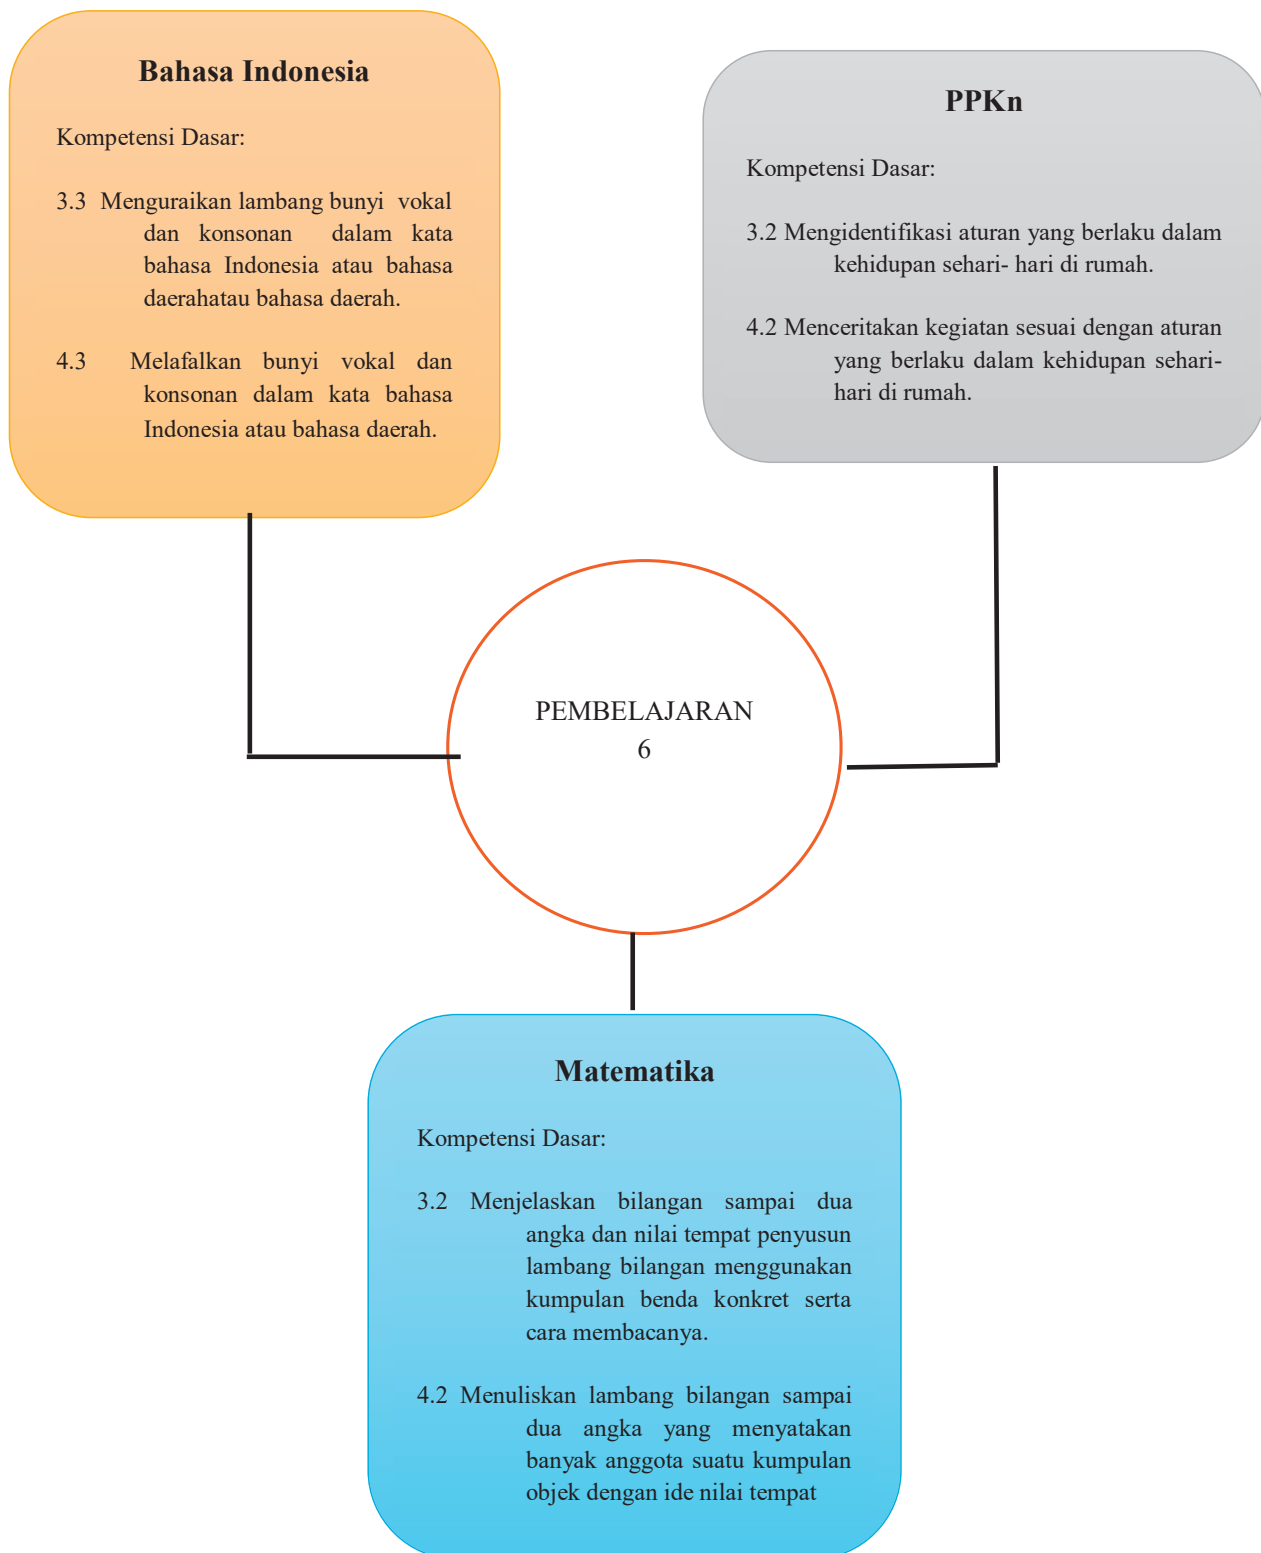 Bahasa Indonesia
Kompetensi Dasar:
3.3 Menguraikan lambang bunyi vokal
dan konsonan dalam kata
bahasa Indonesia atau bahasa
daerahatau bahasa daerah.
4.3 Melafalkan bunyi vokal dan
konsonan dalam kata bahasa
Indonesia atau bahasa daerah.
PPKn
Kompetensi Dasar:
3.2 Mengidentifikasi aturan yang berlaku dalam
kehidupan sehari- hari di rumah.
4.2 Menceritakan kegiatan sesuai dengan aturan
yang berlaku dalam kehidupan sehari-
hari di rumah.
PEMBELAJARAN
6
Matematika
Kompetensi Dasar:
3.2 Menjelaskan bilangan sampai dua
angka dan nilai tempat penyusun
lambang bilangan menggunakan
kumpulan benda konkret serta
cara membacanya.
4.2 Menuliskan lambang bilangan sampai
dua angka yang menyatakan
banyak anggota suatu kumpulan
objek dengan ide nilai tempat